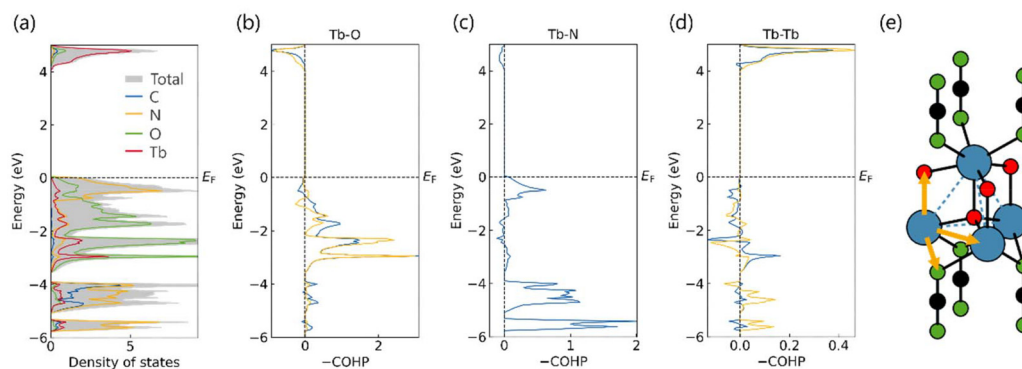 (a)
(b)
(c)
(d)
(e)
Tb-O
Tb-N
Tb-Tb
Energy (eV)
4
2
0
−2
−4
−6
5
Density of states
Total
C
N
O
Tb
E_F
Energy (eV)
4
2
0
−2
−4
−6
0
2
−COHP
E_F
Energy (eV)
4
2
0
−2
−4
−6
0
1
2
−COHP
E_F
Energy (eV)
4
2
0
−2
−4
−6
0.0
0.2
0.4
−COHP
E_F